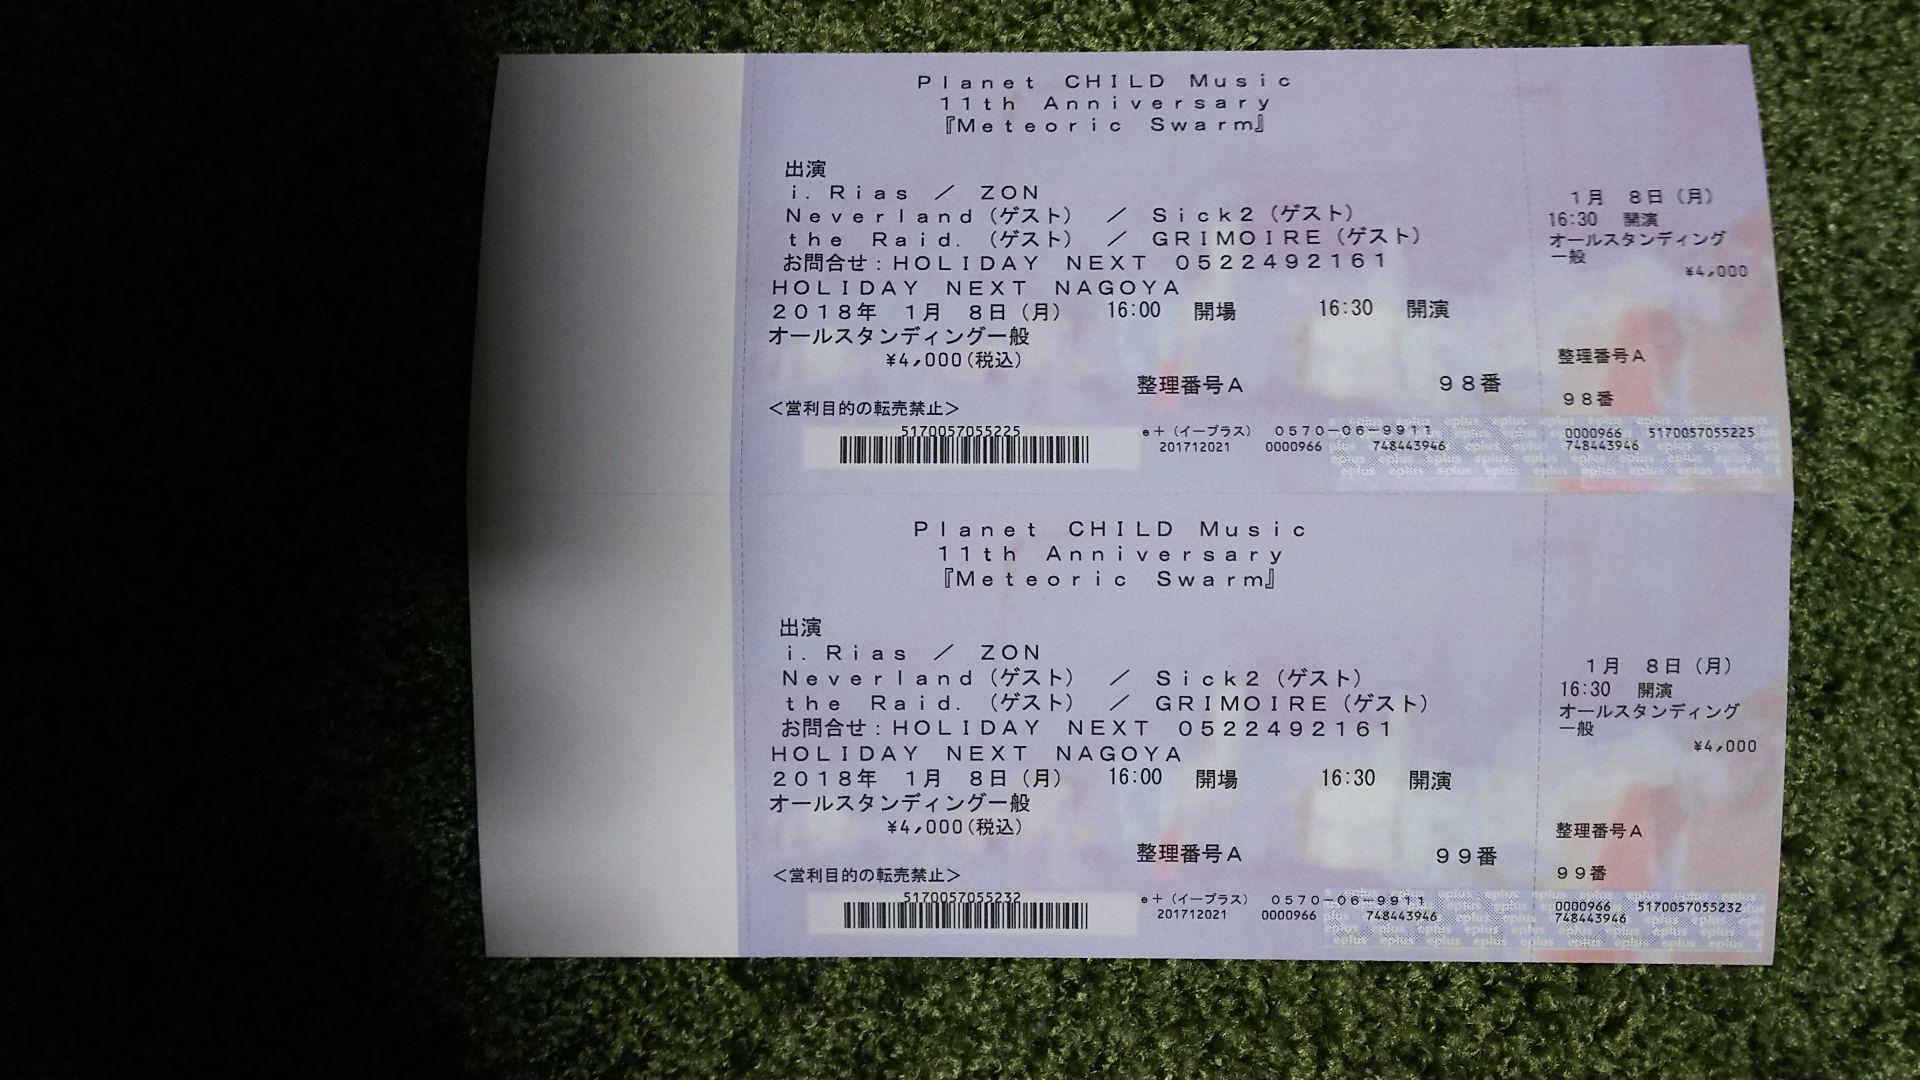 Planet CHILD Music
11th Anniversary
『Meteoric Swarm』
出演
i. Rias ／ ZON
Neverland（ゲスト） ／ Sick2（ゲスト）
the Raid.（ゲスト） ／ GRIMOIRE（ゲスト）
お問合せ：HOLIDAY NEXT 0522492161
HOLIDAY NEXT NAGOYA
2018年 1月 8日（月） 16:00 開場 16:30 開演
オールスタンディング一般
¥4,000(税込)
整理番号A 98番
＜営利目的の転売禁止＞
5170057055225
e＋（イープラス） 0570－06－9911
201712021 0000966 748443946
1月 8日（月）
16:30 開演
オールスタンディング
一般
¥4,000
整理番号A
98番
0000966 5170057055225
748443946
eplus eplus eplus eplus
Planet CHILD Music
11th Anniversary
『Meteoric Swarm』
出演
i. Rias ／ ZON
Neverland（ゲスト） ／ Sick2（ゲスト）
the Raid.（ゲスト） ／ GRIMOIRE（ゲスト）
お問合せ：HOLIDAY NEXT 0522492161
HOLIDAY NEXT NAGOYA
2018年 1月 8日（月） 16:00 開場 16:30 開演
オールスタンディング一般
¥4,000(税込)
整理番号A 99番
＜営利目的の転売禁止＞
5170057055232
e＋（イープラス） 0570－06－9911
201712021 0000966 748443946
1月 8日（月）
16:30 開演
オールスタンディング
一般
¥4,000
整理番号A
99番
0000966 5170057055232
748443946
eplus eplus eplus eplus